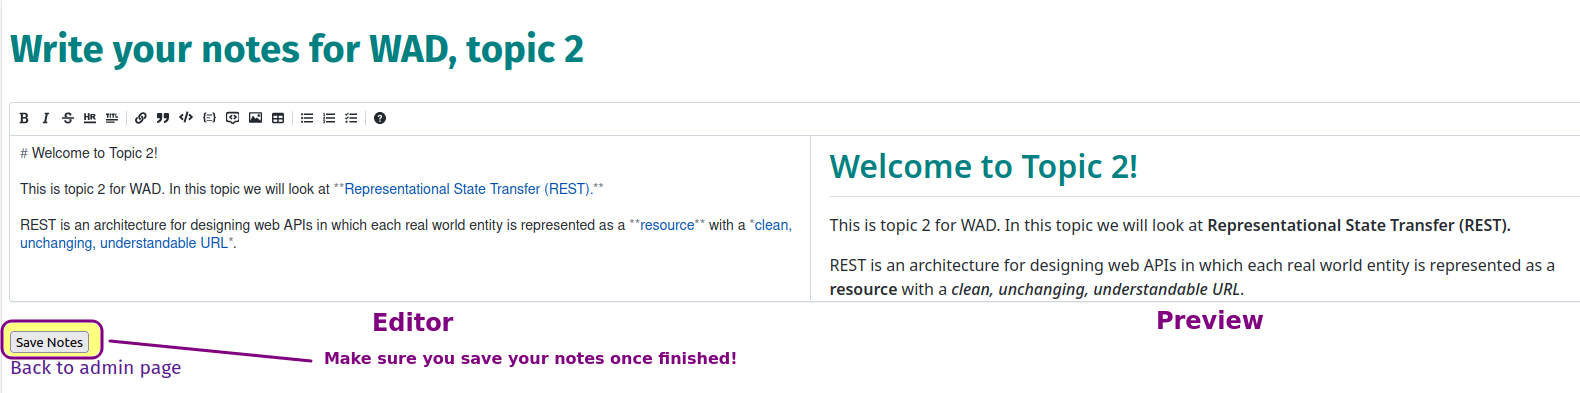 Write your notes for WAD, topic 2
B I S HR TITL
# Welcome to Topic 2!
This is topic 2 for WAD. In this topic we will look at **Representational State Transfer (REST).**
REST is an architecture for designing web APIs in which each real world entity is represented as a **resource** with a *clean,
unchanging, understandable URL*.
Welcome to Topic 2!
This is topic 2 for WAD. In this topic we will look at Representational State Transfer (REST).
REST is an architecture for designing web APIs in which each real world entity is represented as a
resource with a clean, unchanging, understandable URL.
Editor
Preview
Save Notes
Make sure you save your notes once finished!
Back to admin page